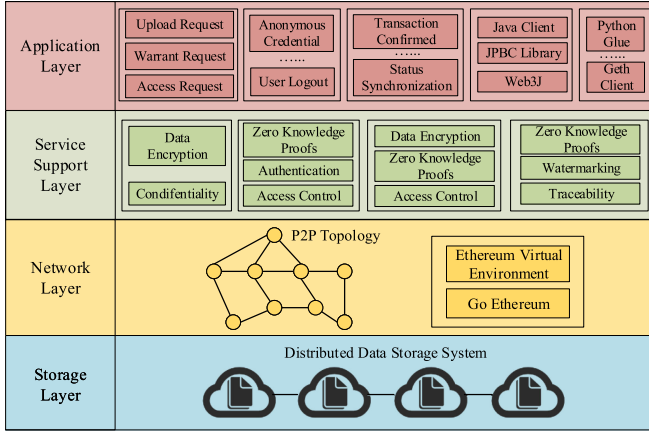 Application
Layer
Upload Request
Warrant Request
Access Request
Anonymous
Credential
......
User Logout
Transaction
Confirmed
......
Status
Synchronization
Java Client
JPBC Library
Web3J
Python
Glue
......
Geth
Client
Service
Support
Layer
Data
Encryption
Condifentiality
Zero Knowledge
Proofs
Authentication
Access Control
Data Encryption
Zero Knowledge
Proofs
Access Control
Zero Knowledge
Proofs
Watermarking
Traceability
Network
Layer
P2P Topology
Ethereum Virtual
Environment
Go Ethereum
Storage
Layer
Distributed Data Storage System